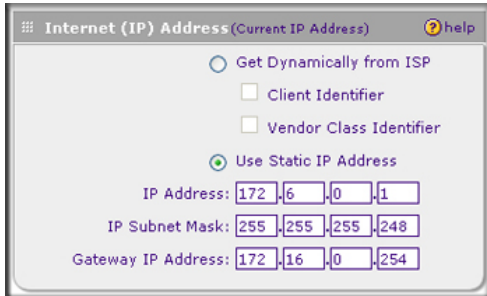 Internet (IP) Address(Current IP Address) ?help
Get Dynamically from ISP
Client Identifier
Vendor Class Identifier
Use Static IP Address
IP Address: 172 .6 .0 .1
IP Subnet Mask: 255 .255 .255 .248
Gateway IP Address: 172 .16 .0 .254